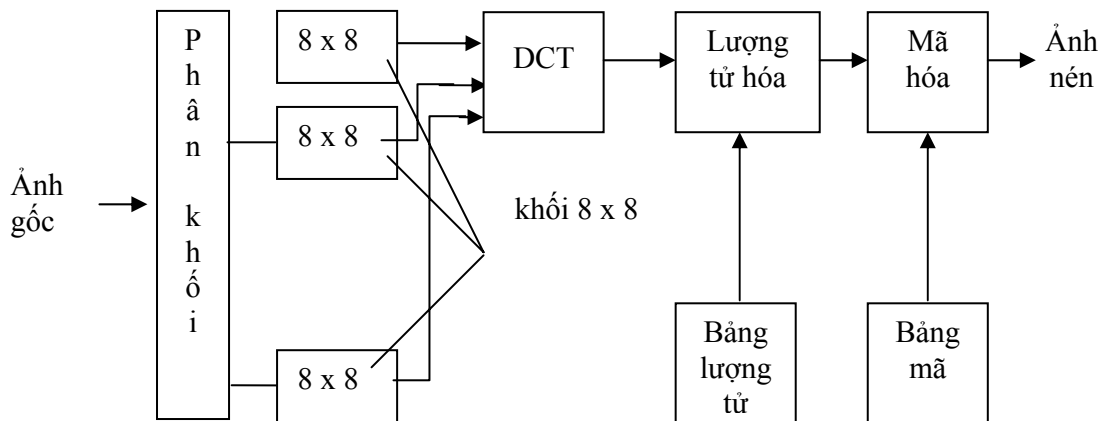 Ảnh
gốc
P
h
â
n
k
h
ố
i
8 x 8
8 x 8
8 x 8
khối 8 x 8
DCT
Lượng
tử hóa
Mã
hóa
Ảnh
nén
Bảng
lượng
tử
Bảng
mã